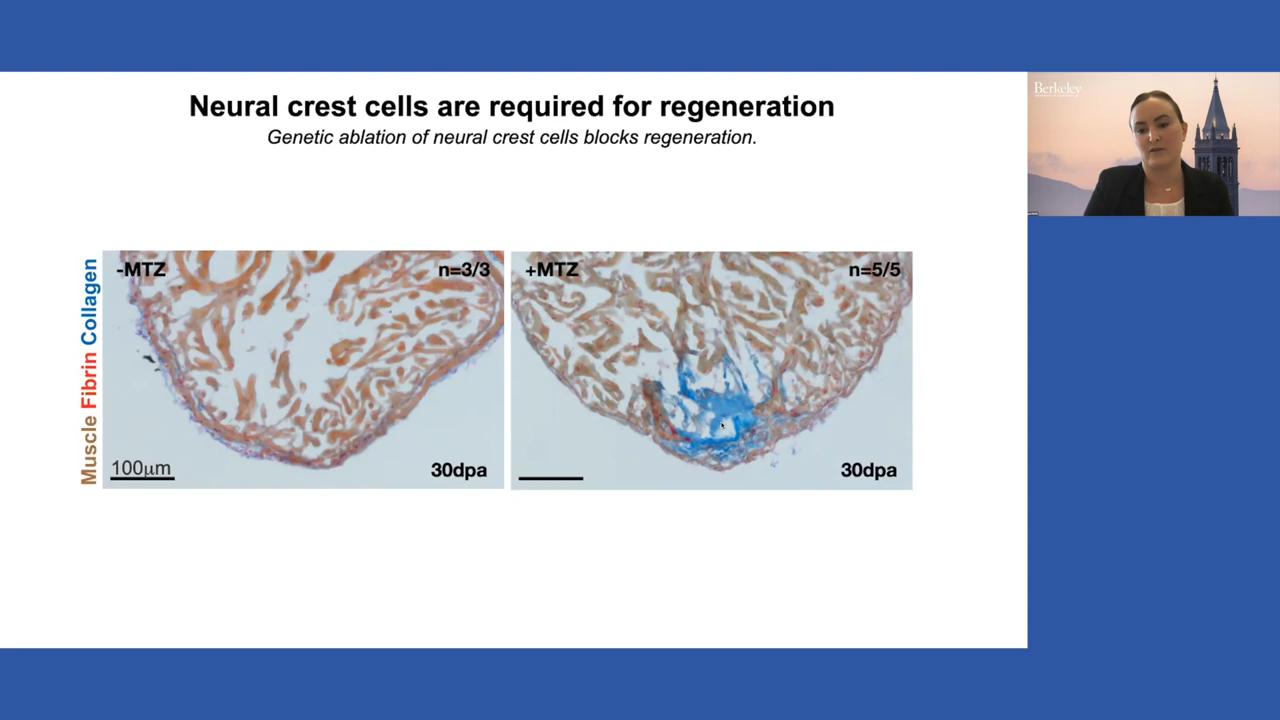 Neural crest cells are required for regeneration
Genetic ablation of neural crest cells blocks regeneration.
Berkeley
Muscle Fibrin Collagen
-MTZ
n=3/3
100μm
30dpa
+MTZ
n=5/5
30dpa